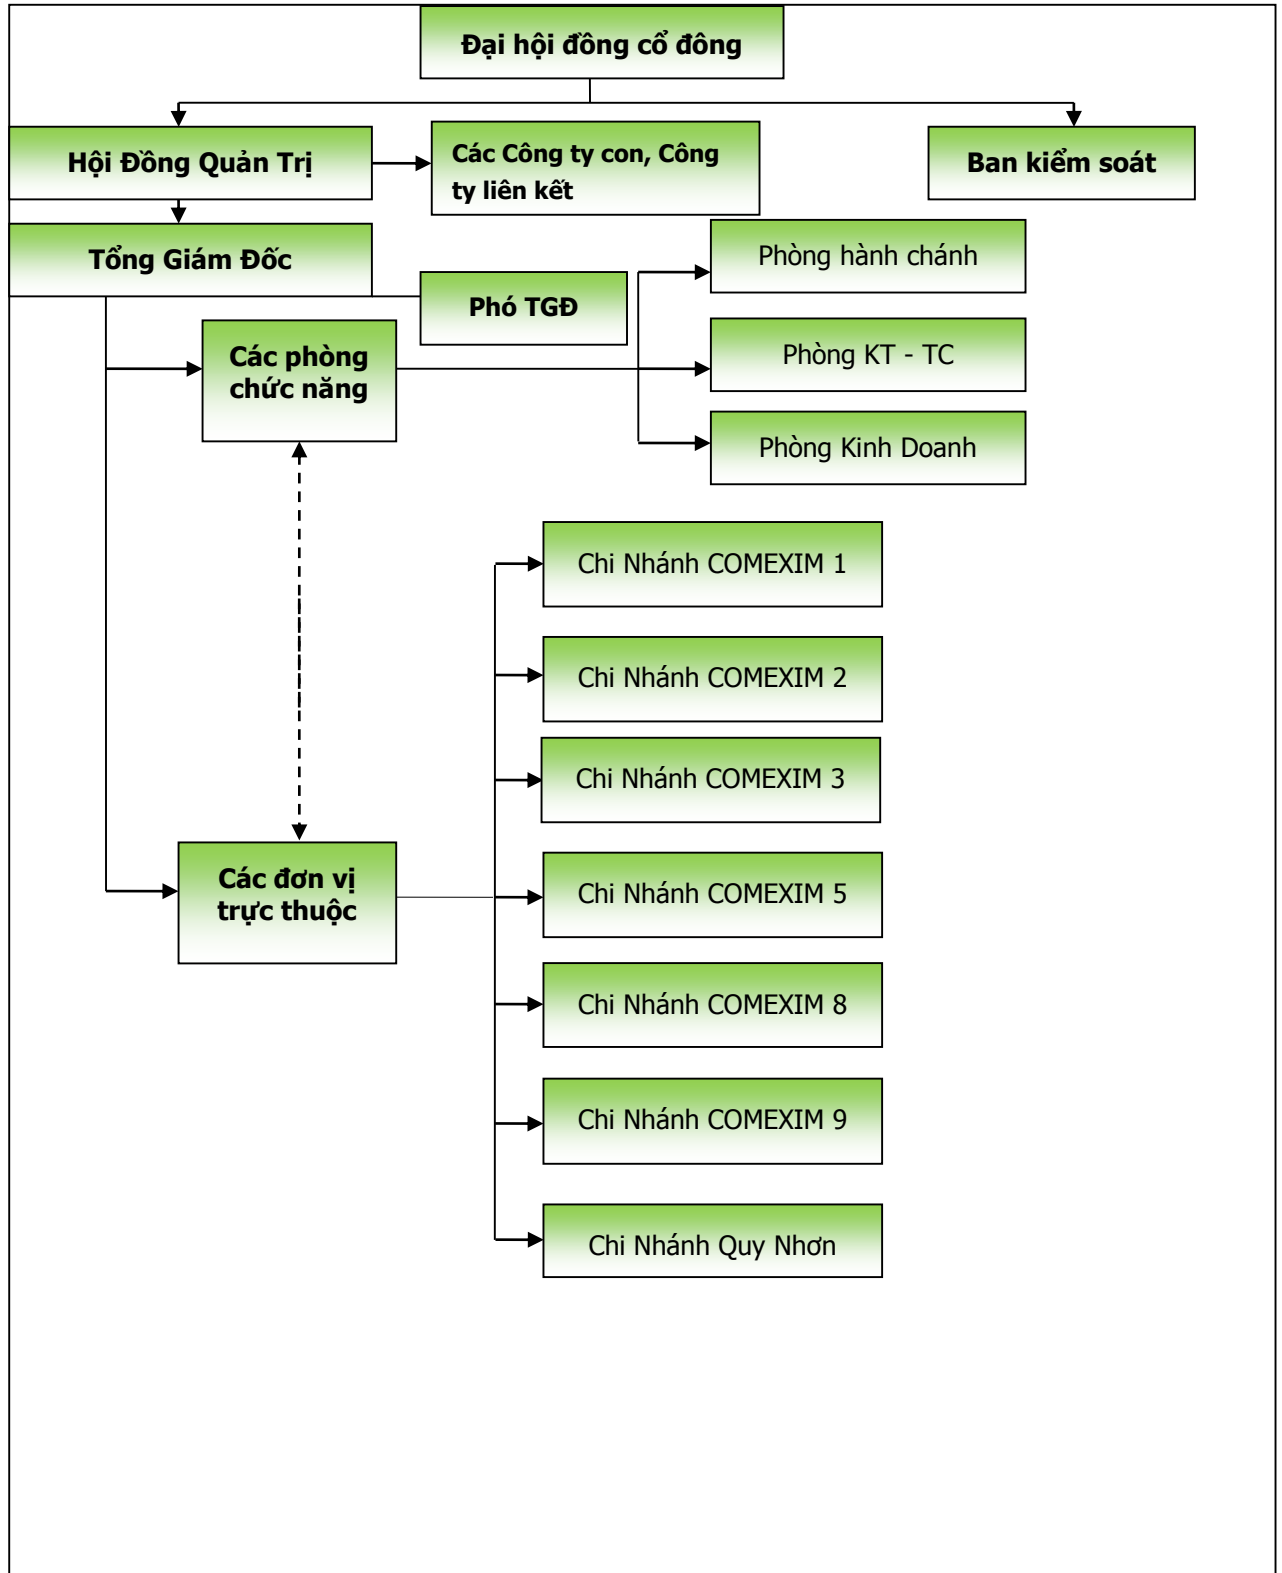 Đại hội đồng cổ đông
Hội Đồng Quản Trị
Các Công ty con, Công
ty liên kết
Ban kiểm soát
Tổng Giám Đốc
Phòng hành chánh
Phó TGĐ
Các phòng
chức năng
Phòng KT - TC
Phòng Kinh Doanh
Chi Nhánh COMEXIM 1
Chi Nhánh COMEXIM 2
Chi Nhánh COMEXIM 3
Các đơn vị
trực thuộc
Chi Nhánh COMEXIM 5
Chi Nhánh COMEXIM 8
Chi Nhánh COMEXIM 9
Chi Nhánh Quy Nhơn